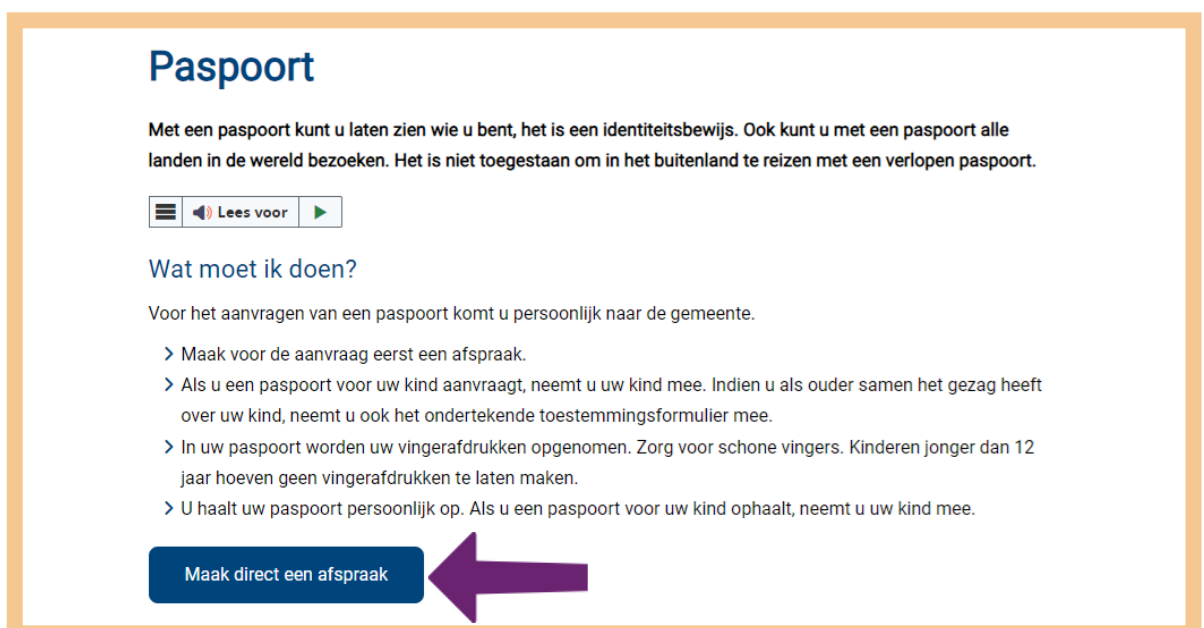 Paspoort
Met een paspoort kunt u laten zien wie u bent, het is een identiteitsbewijs. Ook kunt u met een paspoort alle
landen in de wereld bezoeken. Het is niet toegestaan om in het buitenland te reizen met een verlopen paspoort.
Lees voor
Wat moet ik doen?
Voor het aanvragen van een paspoort komt u persoonlijk naar de gemeente.
Maak voor de aanvraag eerst een afspraak.
Als u een paspoort voor uw kind aanvraagt, neemt u uw kind mee. Indien u als ouder samen het gezag heeft
over uw kind, neemt u ook het ondertekende toestemmingsformulier mee.
In uw paspoort worden uw vingerafdrukken opgenomen. Zorg voor schone vingers. Kinderen jonger dan 12
jaar hoeven geen vingerafdrukken te laten maken.
U haalt uw paspoort persoonlijk op. Als u een paspoort voor uw kind ophaalt, neemt u uw kind mee.
Maak direct een afspraak